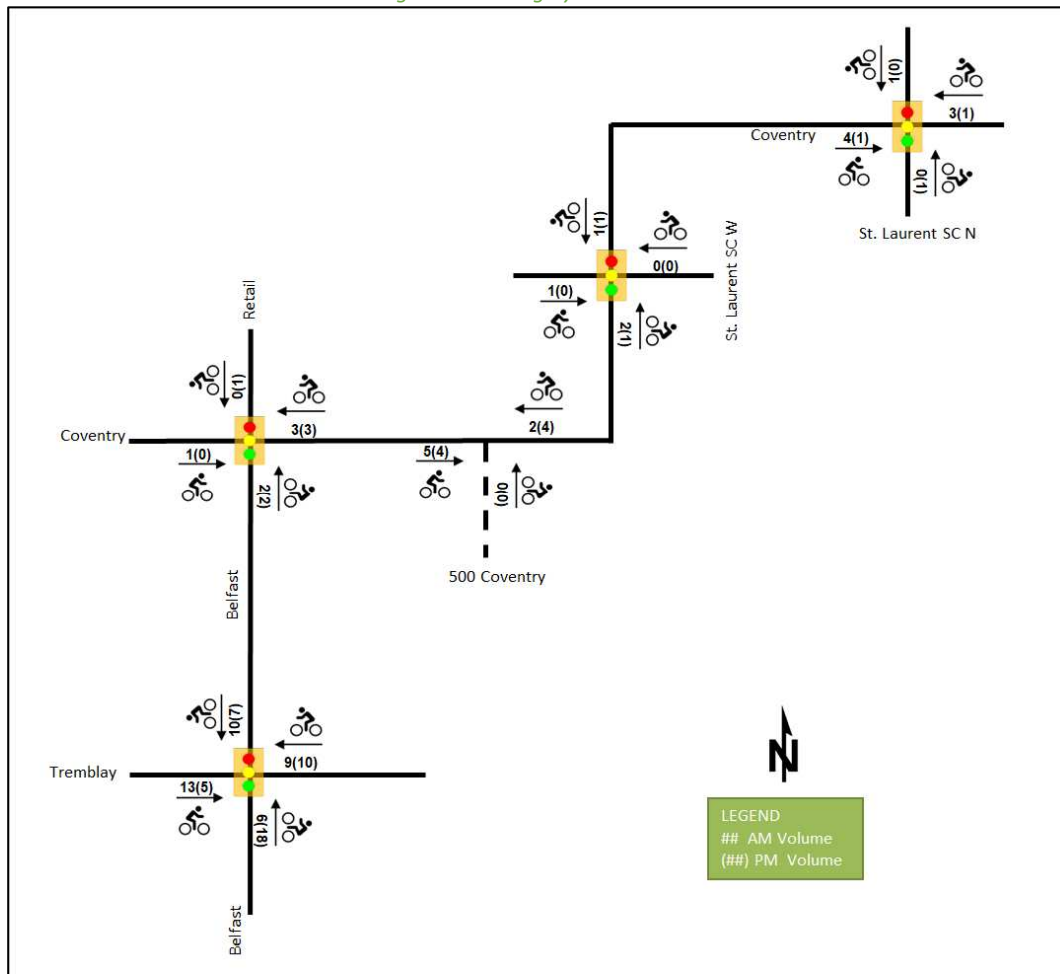 1(0)
3(1)
Coventry
4(1)
0(1)
St. Laurent SC N
1(1)
0(0)
St. Laurent SC W
1(0)
2(1)
Retail
0(1)
3(3)
2(4)
Coventry
1(0)
2(2)
5(4)
0(0)
500 Coventry
Belfast
10(7)
9(10)
Tremblay
13(5)
6(18)
Belfast
N
LEGEND
## AM Volume
(##) PM Volume